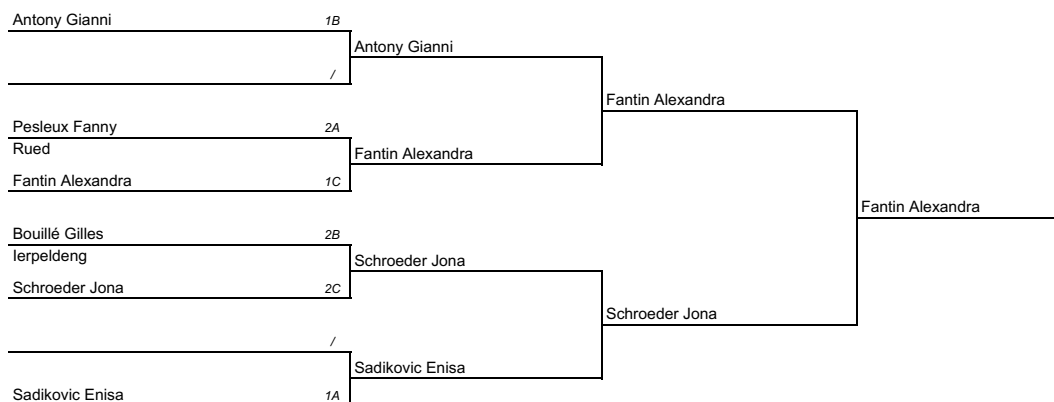 Antony Gianni 1B
Antony Gianni
/
Fantin Alexandra
Pesleux Fanny 2A
Rued
Fantin Alexandra
Fantin Alexandra 1C
Fantin Alexandra
Bouillé Gilles 2B
Ierpeldeng
Schroeder Jona
Schroeder Jona 2C
Schroeder Jona
/
Sadikovic Enisa
Sadikovic Enisa 1A